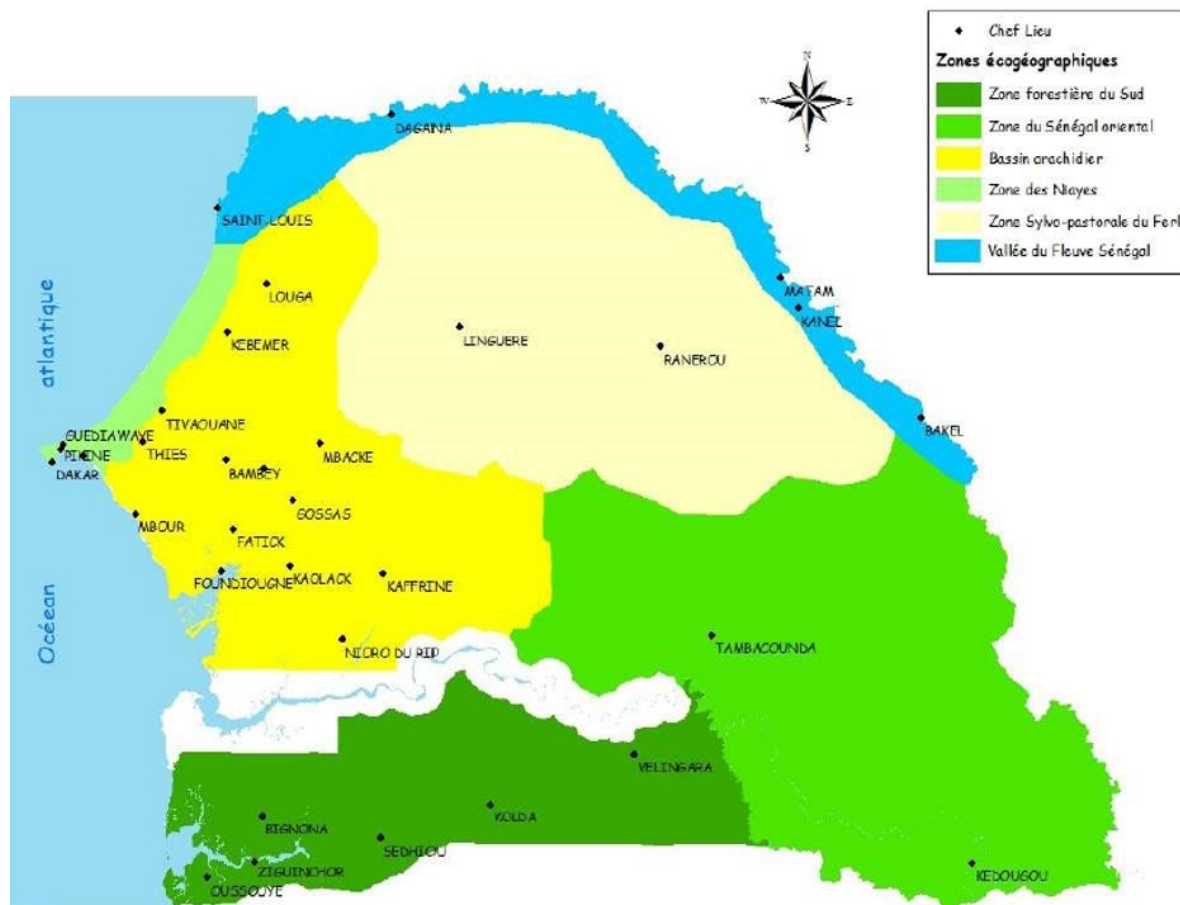 Chef Lieu
Zones écogéographiques
Zone forestière du Sud
Zone du Sénégal oriental
Bassin arachidier
Zone des Niayes
Zone Sylvo-pastorale du Ferl
Vallée du Fleuve Sénégal
N
W
E
S
DAGANA
SAINT-LOUIS
LOUGA
MATAM
KANEL
KEBEMER
LINGUERE
RANEROU
atlantique
TIVAOUANE
BAKEL
GUEDIAWAYE
PIKINE
THIES
MBACKE
DAKAR
BAMBEY
GOSSAS
MBOUR
FATICK
FOUNDIOUGNE
KAOLACK
KAFFRINE
Océean
NIORO DU RIP
TAMBACOUNDA
VELINGARA
KOLDA
BIGNONA
SEDHIOU
ZIGUINCHOR
OUSSOUYE
KEDOUGOU